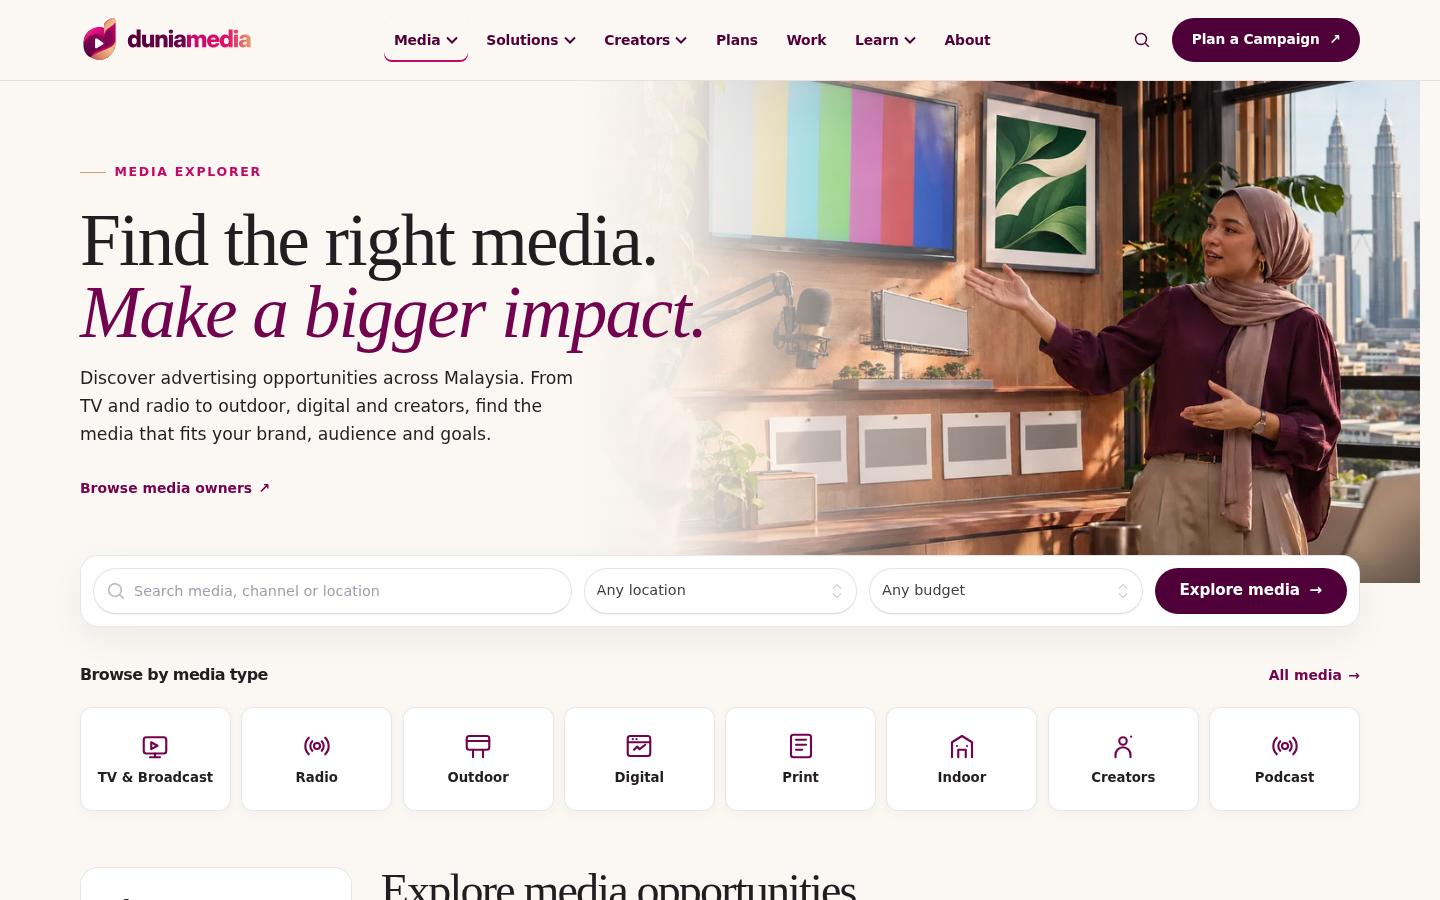 duniamedia
Media
Solutions
Creators
Plans
Work
Learn
About
Plan a Campaign ↗
MEDIA EXPLORER
Find the right media.
Make a bigger impact.
Discover advertising opportunities across Malaysia. From
TV and radio to outdoor, digital and creators, find the
media that fits your brand, audience and goals.
Browse media owners ↗
Search media, channel or location
Any location
Any budget
Explore media →
Browse by media type
All media →
TV & Broadcast
Radio
Outdoor
Digital
Print
Indoor
Creators
Podcast
Explore media opportunities